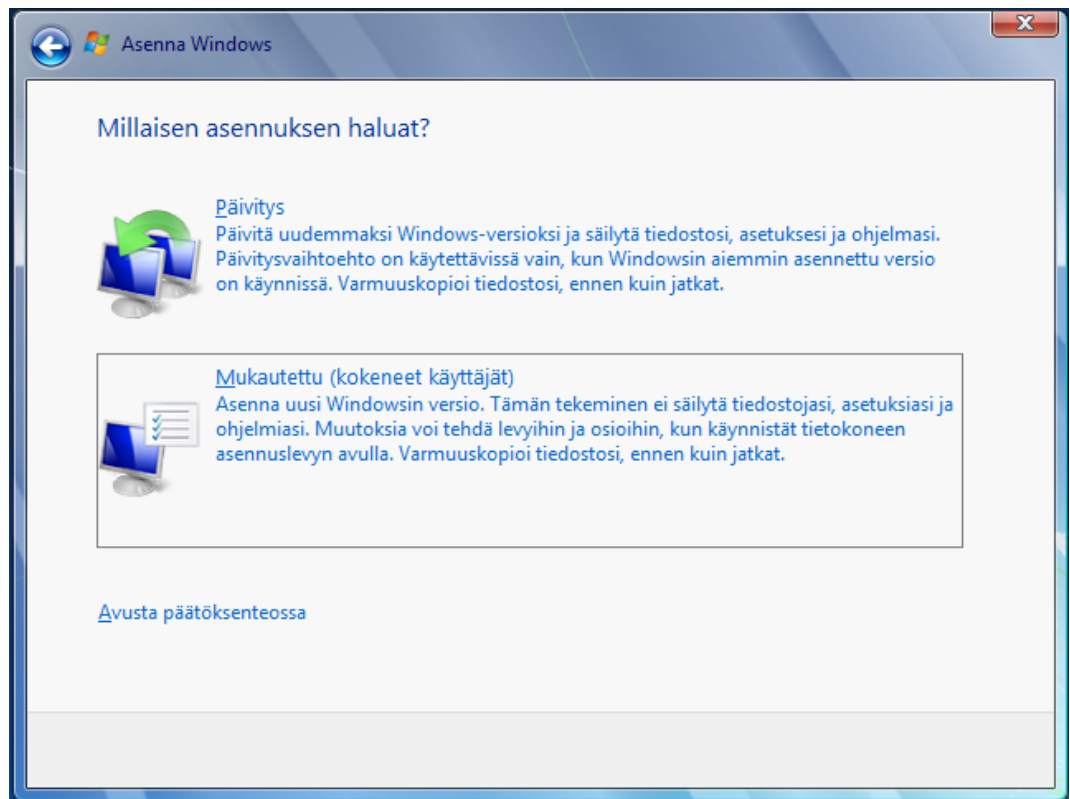 Asenna Windows
Millaisen asennuksen haluat?
Päivitys
Päivitä uudemmaksi Windows-versioksi ja säilytä tiedostosi, asetuksesi ja ohjelmasi.
Päivitysvaihtoehto on käytettävissä vain, kun Windowsin aiemmin asennettu versio
on käynnissä. Varmuuskopioi tiedostosi, ennen kuin jatkat.
Mukautettu (kokeneet käyttäjät)
Asenna uusi Windowsin versio. Tämän tekeminen ei säilytä tiedostojasi, asetuksiasi ja
ohjelmiasi. Muutoksia voi tehdä levyihin ja osioihin, kun käynnistät tietokoneen
asennuslevyn avulla. Varmuuskopioi tiedostosi, ennen kuin jatkat.
Avusta päätöksenteossa